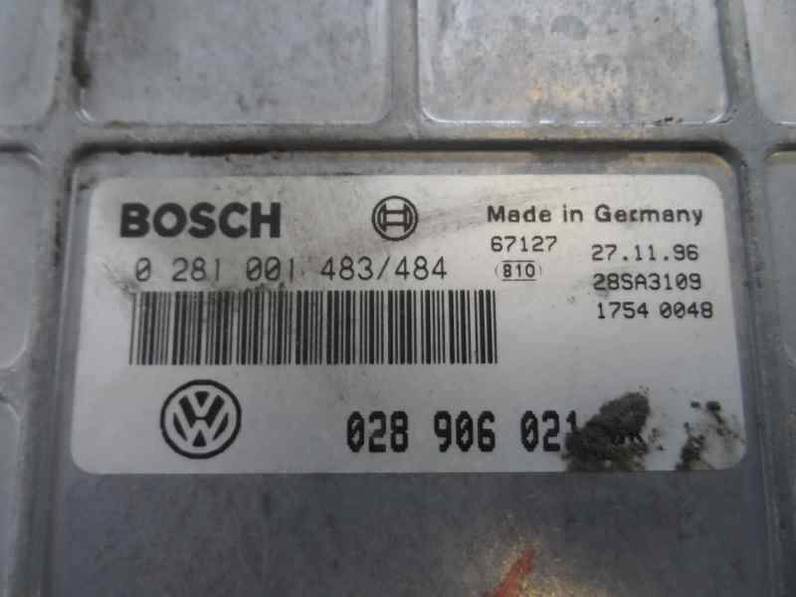 BOSCH
Made in Germany
0 281 001 483/484
67127 27.11.96
810 28SA3109
1754 0048
028 906 021